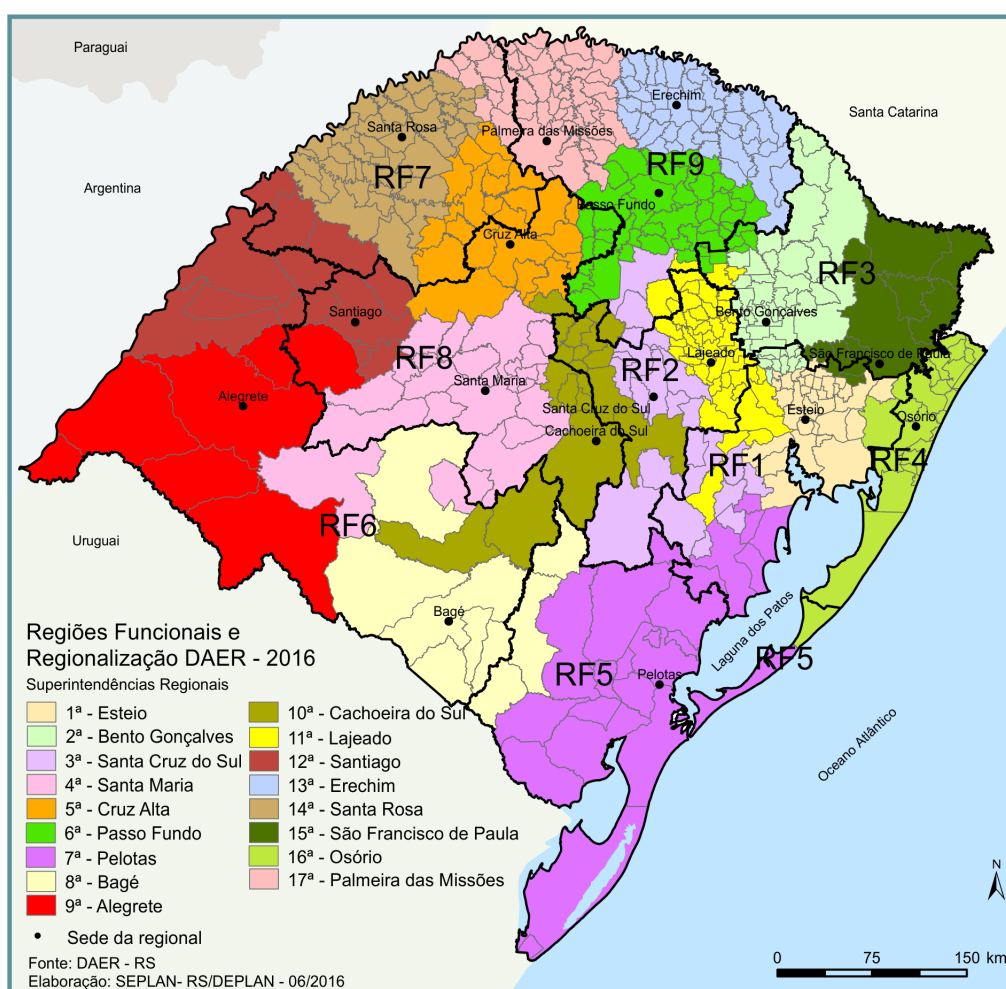 Paraguai
Santa Catarina
Argentina
Erechim
Santa Rosa
Palmeira das Missões
RF9
RF7
Passo Fundo
Cruz Alta
RF3
Santiago
Bento Gonçalves
RF8
Lajeado
São Francisco de Paula
RF2
Santa Maria
Alegrete
Santa Cruz do Sul
Esteio
Osório
Cachoeira do Sul
RF1
RF4
Uruguai
RF6
Bagé
Laguna dos Patos
RF5
Pelotas
RF5
Oceano Atlântico
Regiões Funcionais e
Regionalização DAER - 2016
Superintendências Regionais
1ª - Esteio
2ª - Bento Gonçalves
3ª - Santa Cruz do Sul
4ª - Santa Maria
5ª - Cruz Alta
6ª - Passo Fundo
7ª - Pelotas
8ª - Bagé
9ª - Alegrete
10ª - Cachoeira do Sul
11ª - Lajeado
12ª - Santiago
13ª - Erechim
14ª - Santa Rosa
15ª - São Francisco de Paula
16ª - Osório
17ª - Palmeira das Missões
Sede da regional
Fonte: DAER - RS
Elaboração: SEPLAN- RS/DEPLAN - 06/2016
N
0 75 150 km